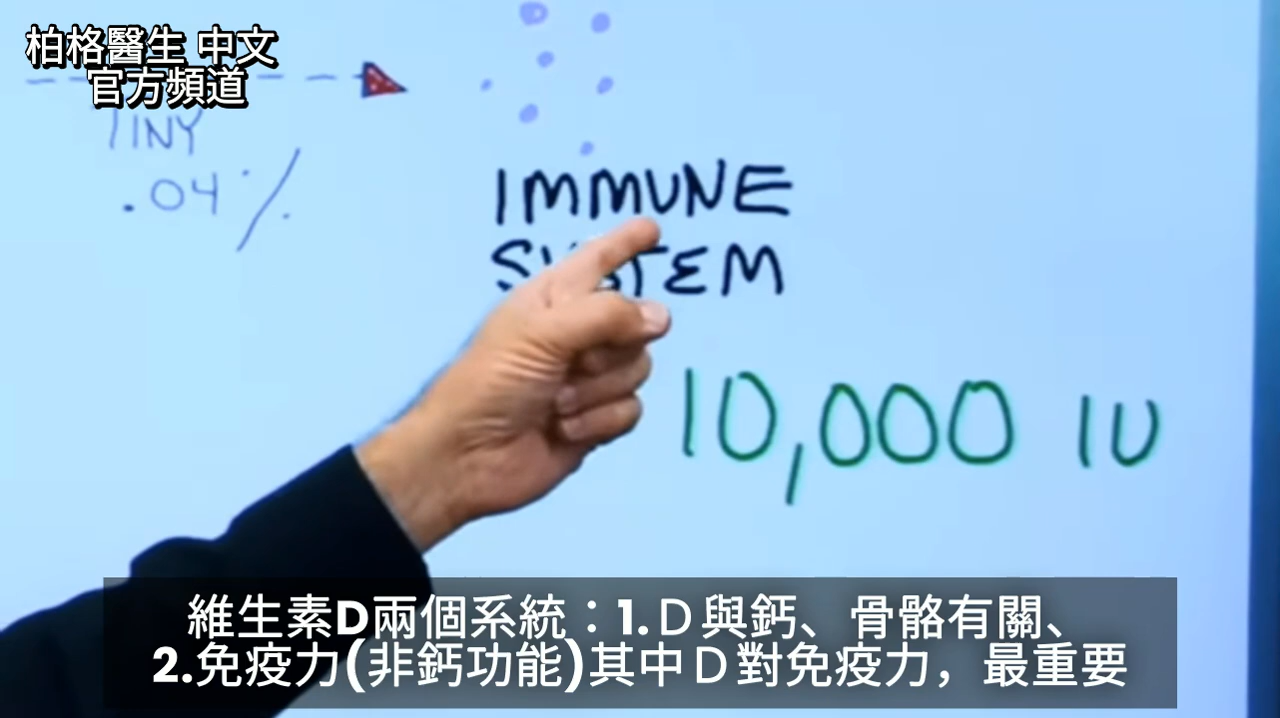 柏格醫生 中文
官方頻道
TINY
.04%
IMMUNE
SYSTEM
10,000 IU
維生素D兩個系統：1.Ｄ與鈣、骨骼有關、
2.免疫力(非鈣功能)其中Ｄ對免疫力，最重要